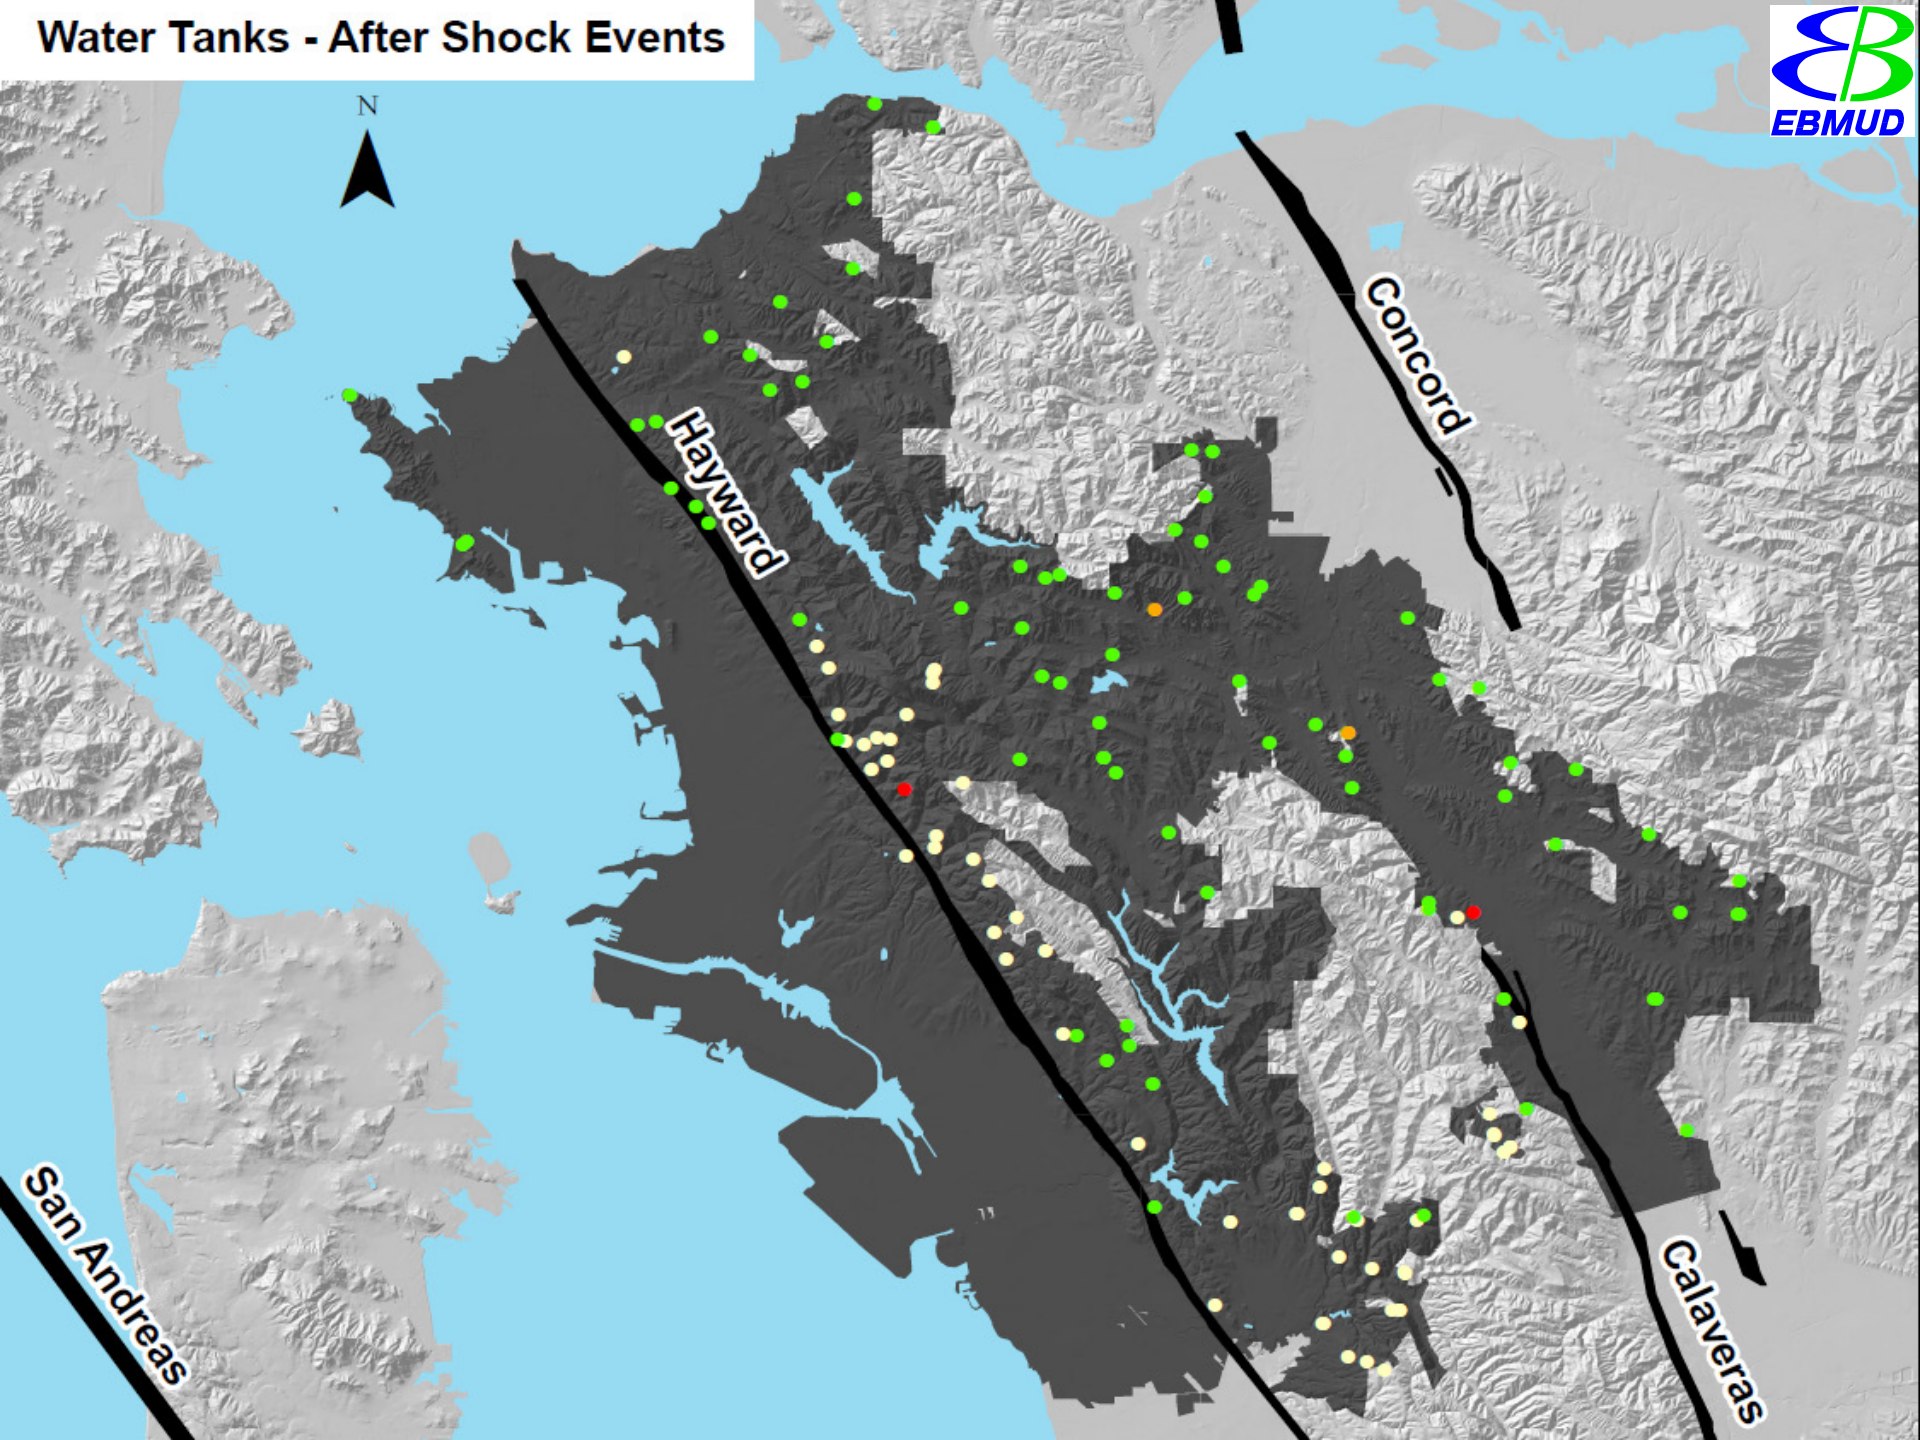 Water Tanks - After Shock Events
EBMUD
N
Concord
Hayward
San Andreas
Calaveras